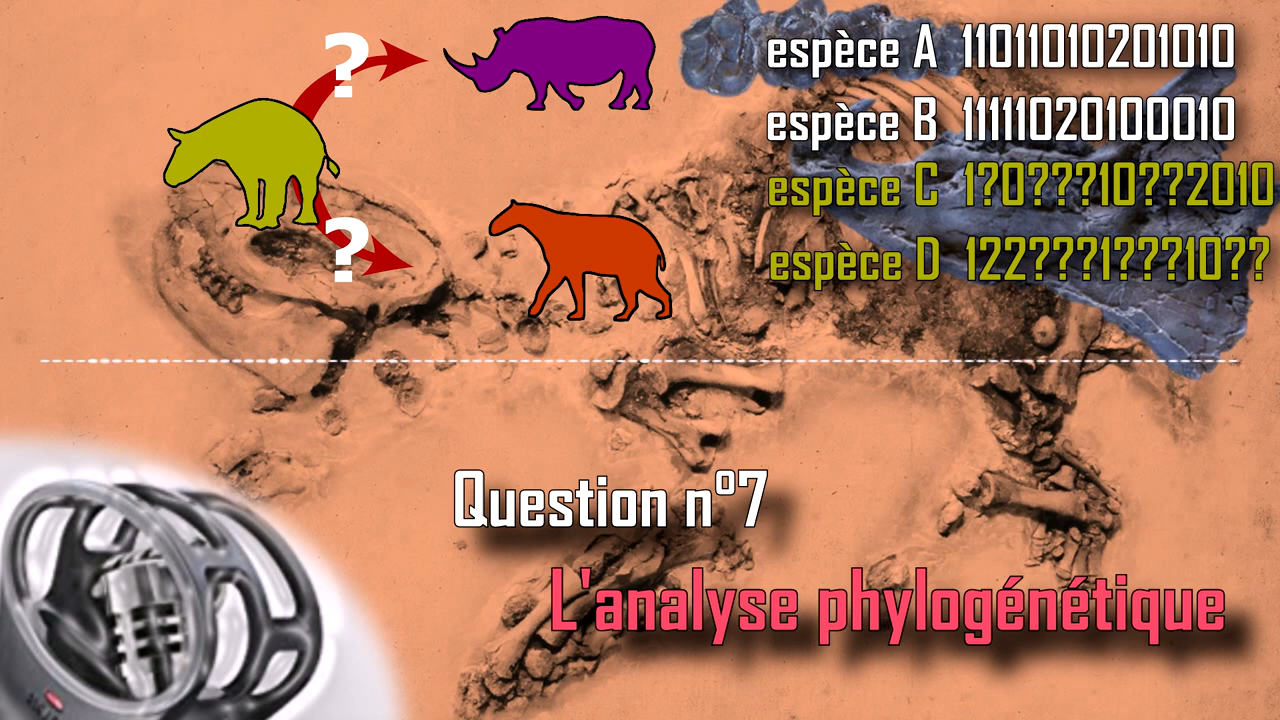 ?
?
espèce A 11011010201010
espèce B 11111020100010
espèce C 1?0???10??2010
espèce D 122???1???10??
Question n°7
L'analyse phylogénétique